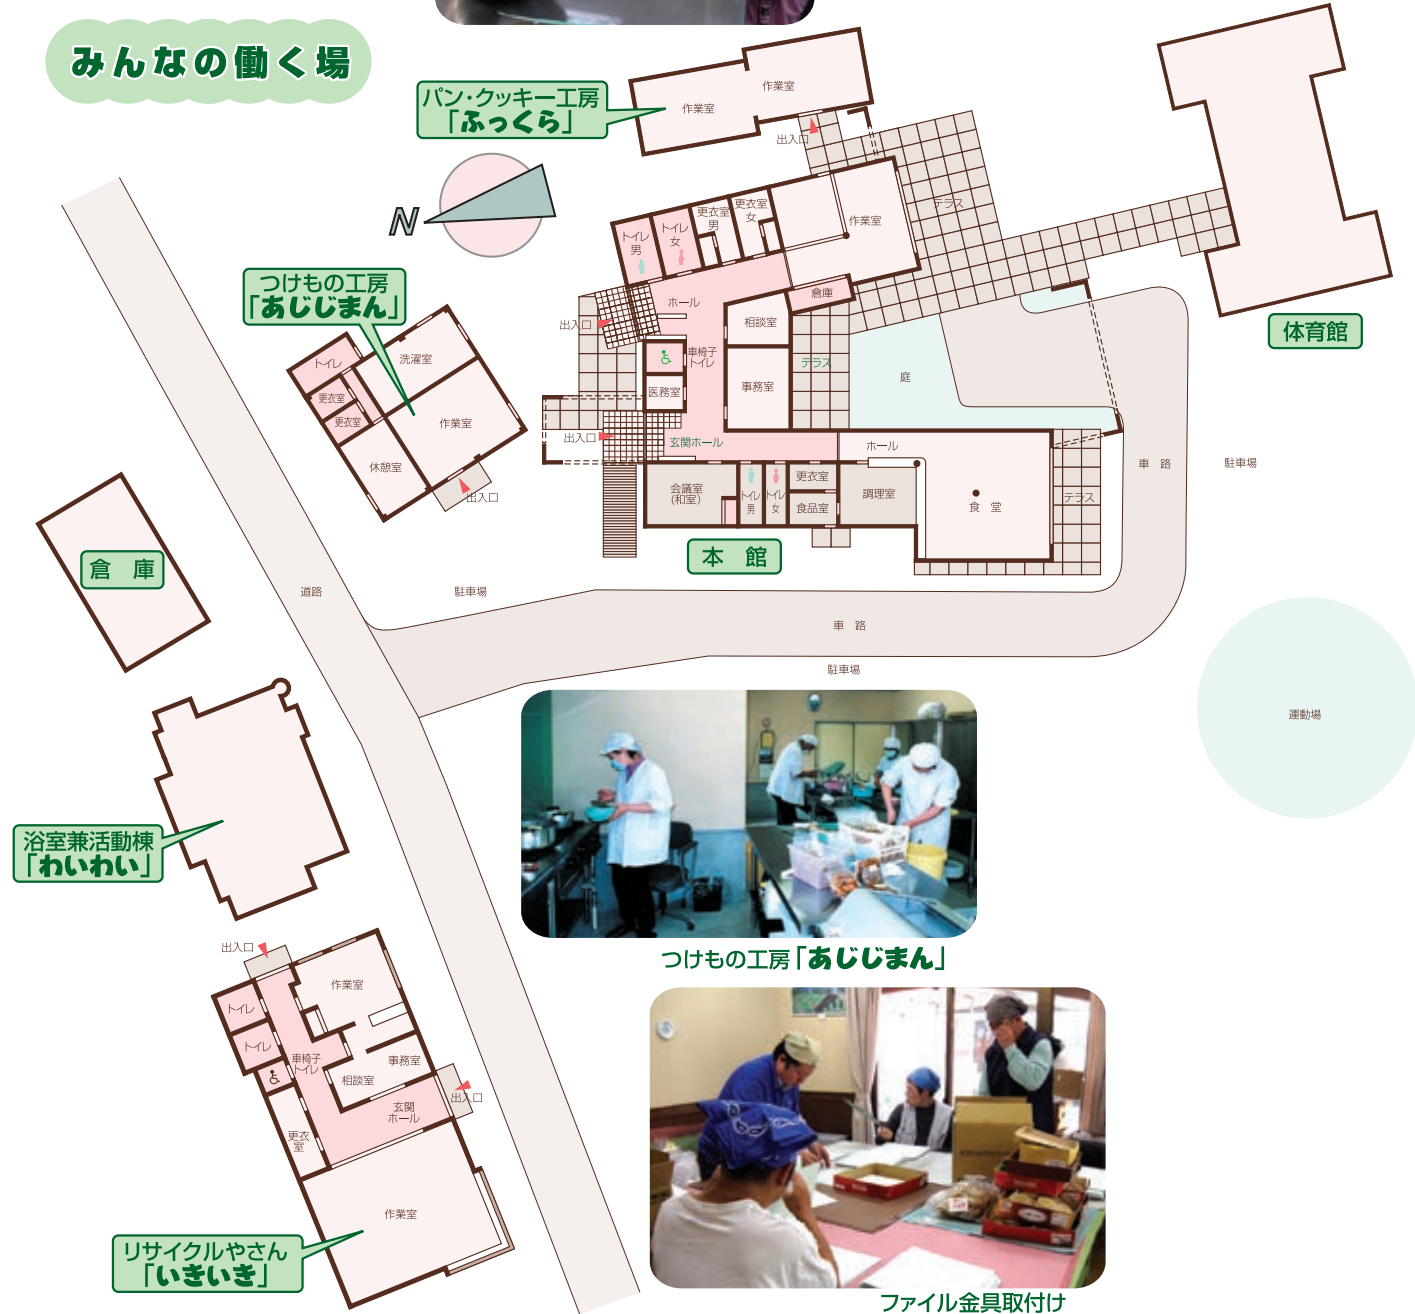 みんなの働く場
パン・クッキー工房
「ふっくら」
作業室
作業室
出入口
N
トイレ
男
トイレ
女
更衣室
男
更衣室
女
作業室
テラス
倉庫
ホール
出入口
相談室
車椅子
トイレ
医務室
事務室
テラス
庭
出入口
玄関ホール
ホール
会議室
(和室)
トイレ
男
トイレ
女
更衣室
食品室
調理室
食 堂
テラス
本 館
体育館
車 路
駐車場
つけもの工房
「あじじまん」
トイレ
洗濯室
更衣室
更衣室
作業室
休憩室
出入口
倉 庫
道路
駐車場
車 路
駐車場
運動場
浴室兼活動棟
「わいわい」
つけもの工房「あじじまん」
出入口
作業室
トイレ
トイレ
車椅子
トイレ
事務室
相談室
出入口
玄関
ホール
更衣
室
作業室
リサイクルやさん
「いきいき」
ファイル金具取付け